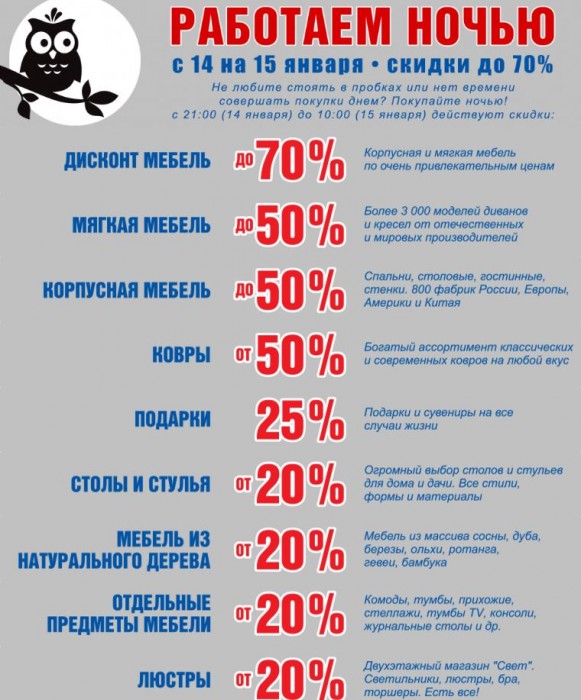 РАБОТАЕМ НОЧЬЮ
с 14 на 15 января • скидки до 70%
Не любите стоять в пробках или нет времени
совершать покупки днем? Покупайте ночью!
с 21:00 (14 января) до 10:00 (15 января) действуют скидки:
ДИСКОНТ МЕБЕЛЬ до 70%
Корпусная и мягкая мебель
по очень привлекательным ценам
МЯГКАЯ МЕБЕЛЬ до 50%
Более 3 000 моделей диванов
и кресел от отечественных
и мировых производителей
КОРПУСНАЯ МЕБЕЛЬ до 50%
Спальни, столовые, гостинные,
стенки. 800 фабрик России, Европы,
Америки и Китая
КОВРЫ от 50%
Богатый ассортимент классических
и современных ковров на любой вкус
ПОДАРКИ 25%
Подарки и сувениры на все
случаи жизни
СТОЛЫ И СТУЛЬЯ от 20%
Огромный выбор столов и стульев
для дома и дачи. Все стили,
формы и материалы
МЕБЕЛЬ ИЗ
НАТУРАЛЬНОГО ДЕРЕВА от 20%
Мебель из массива сосны, дуба,
березы, ольхи, ротанга,
гевеи, бамбука
ОТДЕЛЬНЫЕ
ПРЕДМЕТЫ МЕБЕЛИ от 20%
Комоды, тумбы, прихожие,
стеллажи, тумбы TV, консоли,
журнальные столы и др.
ЛЮСТРЫ от 20%
Двухэтажный магазин "Свет".
Светильники, люстры, бра,
торшеры. Есть все!